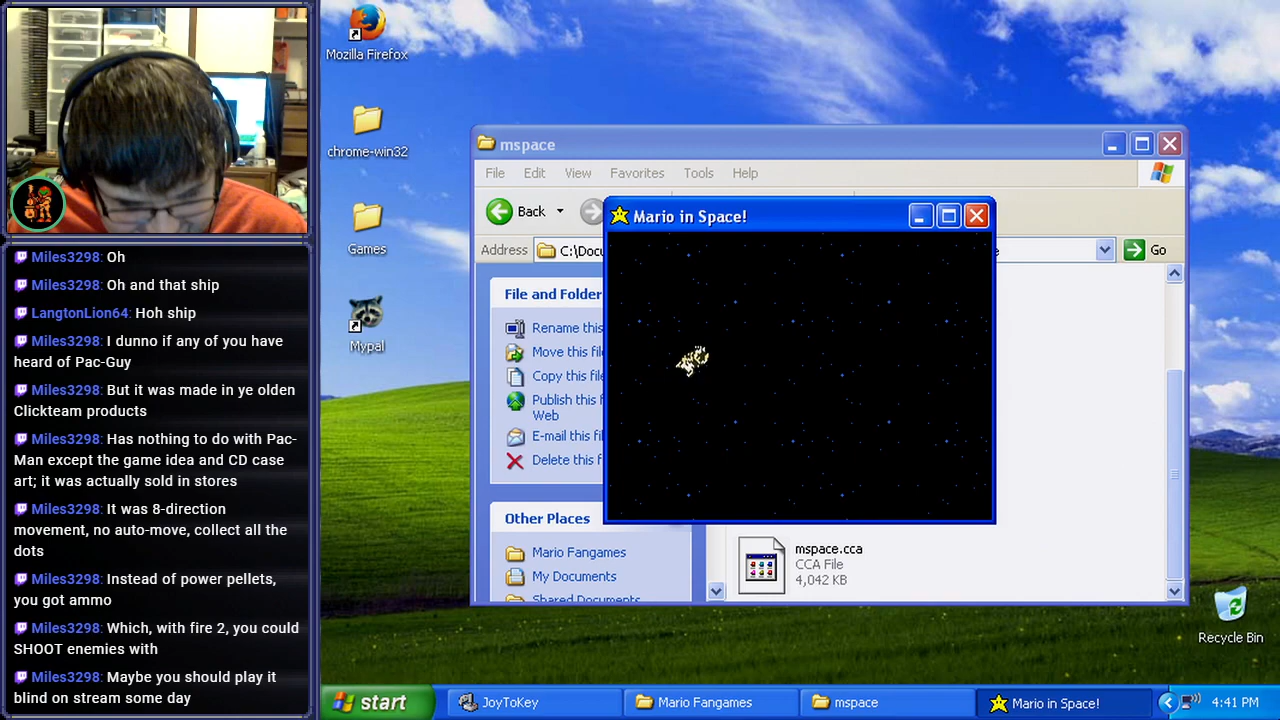 Miles3298: Oh
Miles3298: Oh and that ship
LangtonLion64: Hoh ship
Miles3298: I dunno if any of you have
heard of Pac-Guy
Miles3298: But it was made in ye olden
Clickteam products
Miles3298: Has nothing to do with Pac-
Man except the game idea and CD case
art; it was actually sold in stores
Miles3298: It was 8-direction
movement, no auto-move, collect all the
dots
Miles3298: Instead of power pellets,
you got ammo
Miles3298: Which, with fire 2, you could
SHOOT enemies with
Miles3298: Maybe you should play it
blind on stream some day
Mozilla Firefox
chrome-win32
Games
Mypal
mspace
File Edit View Favorites Tools Help
Back
Address C:\Docu
e
Go
Mario in Space!
File and Folder
Rename this
Move this file
Copy this file
Publish this f
Web
E-mail this fil
Delete this f
Other Places
Mario Fangames
My Documents
Shared Documents
mspace.cca
CCA File
4,042 KB
Recycle Bin
start
JoyToKey
Mario Fangames
mspace
Mario in Space!
4:41 PM